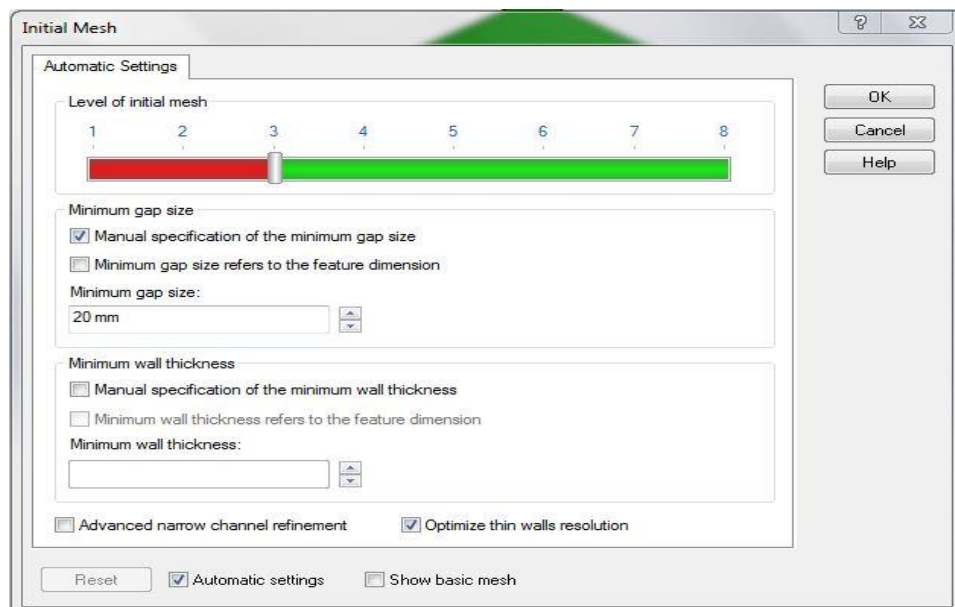 Initial Mesh
Automatic Settings
OK
Cancel
Help
Level of initial mesh
1 2 3 4 5 6 7 8
Minimum gap size
Manual specification of the minimum gap size
Minimum gap size refers to the feature dimension
Minimum gap size:
20 mm
Minimum wall thickness
Manual specification of the minimum wall thickness
Minimum wall thickness refers to the feature dimension
Minimum wall thickness:
Advanced narrow channel refinement Optimize thin walls resolution
Reset Automatic settings Show basic mesh